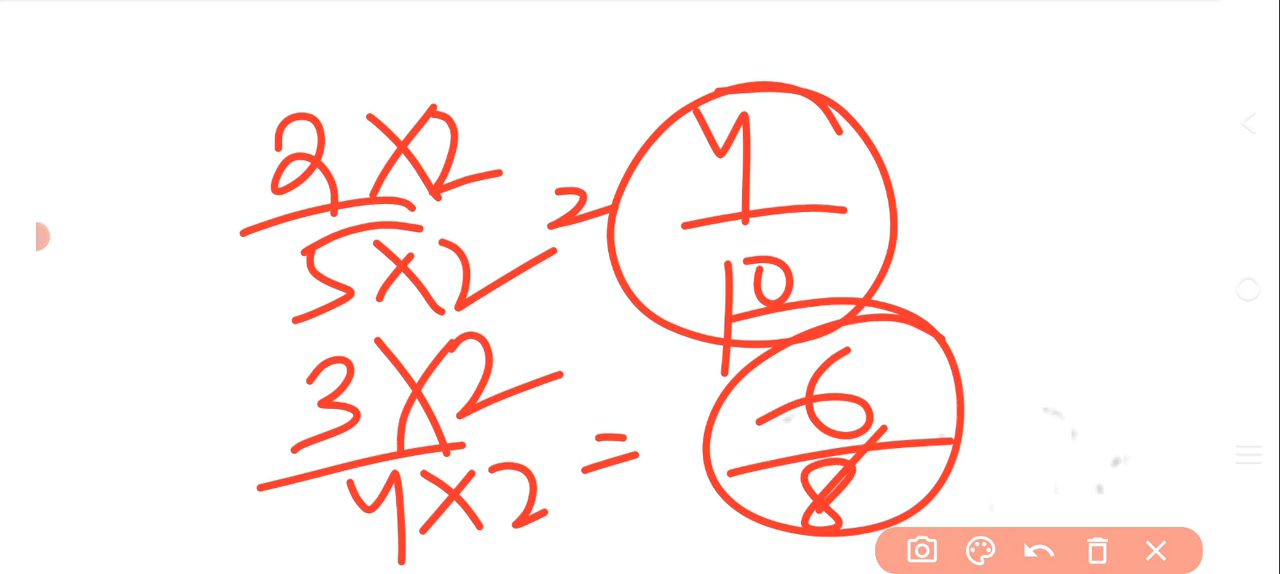 2×2/5×2 = 4/10
3×2/4×2 = 6/8